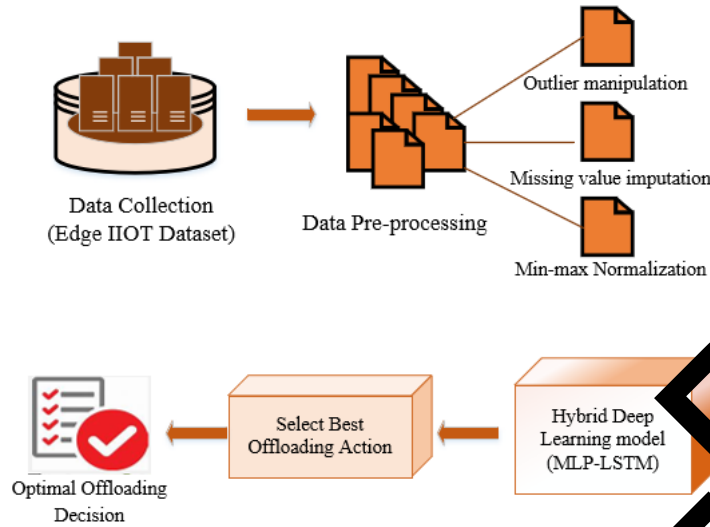 Outlier manipulation
Data Collection
(Edge IIOT Dataset)
Data Pre-processing
Missing value imputation
Min-max Normalization
Hybrid Deep
Learning model
(MLP-LSTM)
Select Best
Offloading Action
Optimal Offloading
Decision